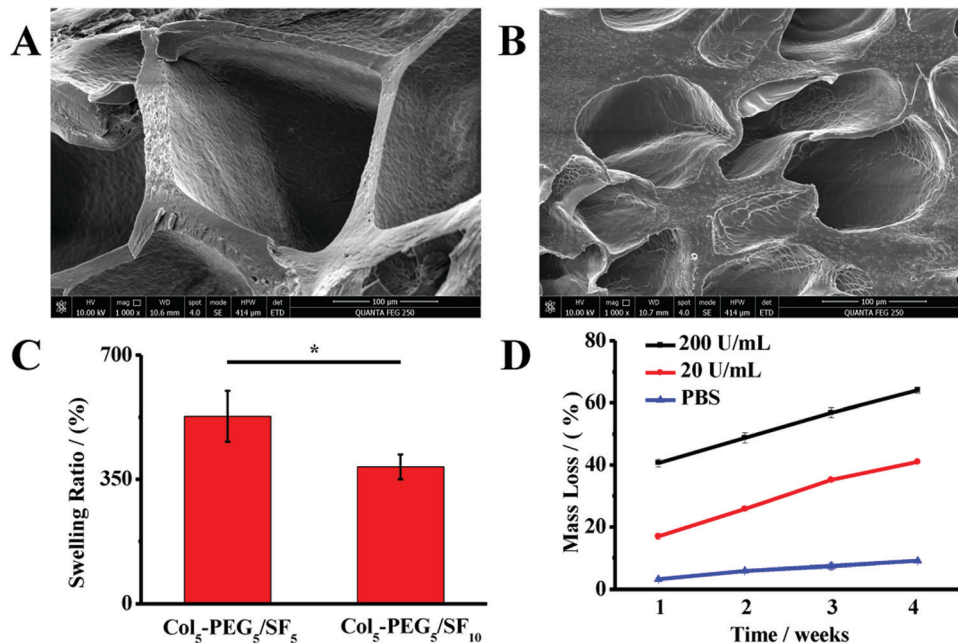 A
HV mag □ WD spot mode HFW det
10.00 kV 1 000 x 10.6 mm 4.0 SE 414 µm ETD
100 µm
QUANTA FEG 250
B
HV mag □ WD spot mode HFW det
10.00 kV 1 000 x 10.7 mm 4.0 SE 414 µm ETD
100 µm
QUANTA FEG 250
C
Swelling Ratio / (%)
700
350
0
*
Col₅-PEG₅/SF₅
Col₅-PEG₅/SF₁₀
D
Mass Loss / ( % )
80
60
40
20
0
200 U/mL
20 U/mL
PBS
1 2 3 4
Time / weeks